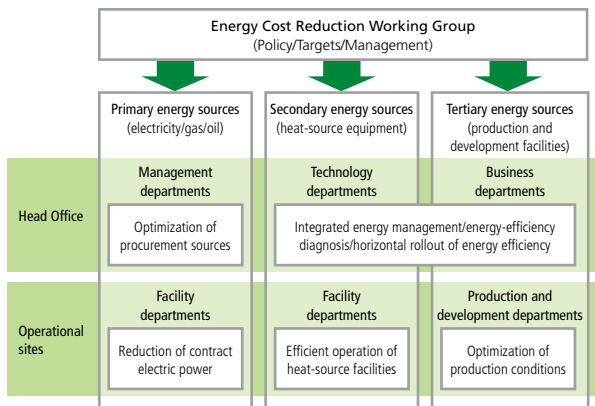 Energy Cost Reduction Working Group
(Policy/Targets/Management)
Primary energy sources
(electricity/gas/oil)
Secondary energy sources
(heat-source equipment)
Tertiary energy sources
(production and
development facilities)
Head Office
Management
departments
Optimization of
procurement sources
Technology
departments
Business
departments
Integrated energy management/energy-efficiency
diagnosis/horizontal rollout of energy efficiency
Operational
sites
Facility
departments
Reduction of contract
electric power
Facility
departments
Efficient operation of
heat-source facilities
Production and
development departments
Optimization of
production conditions